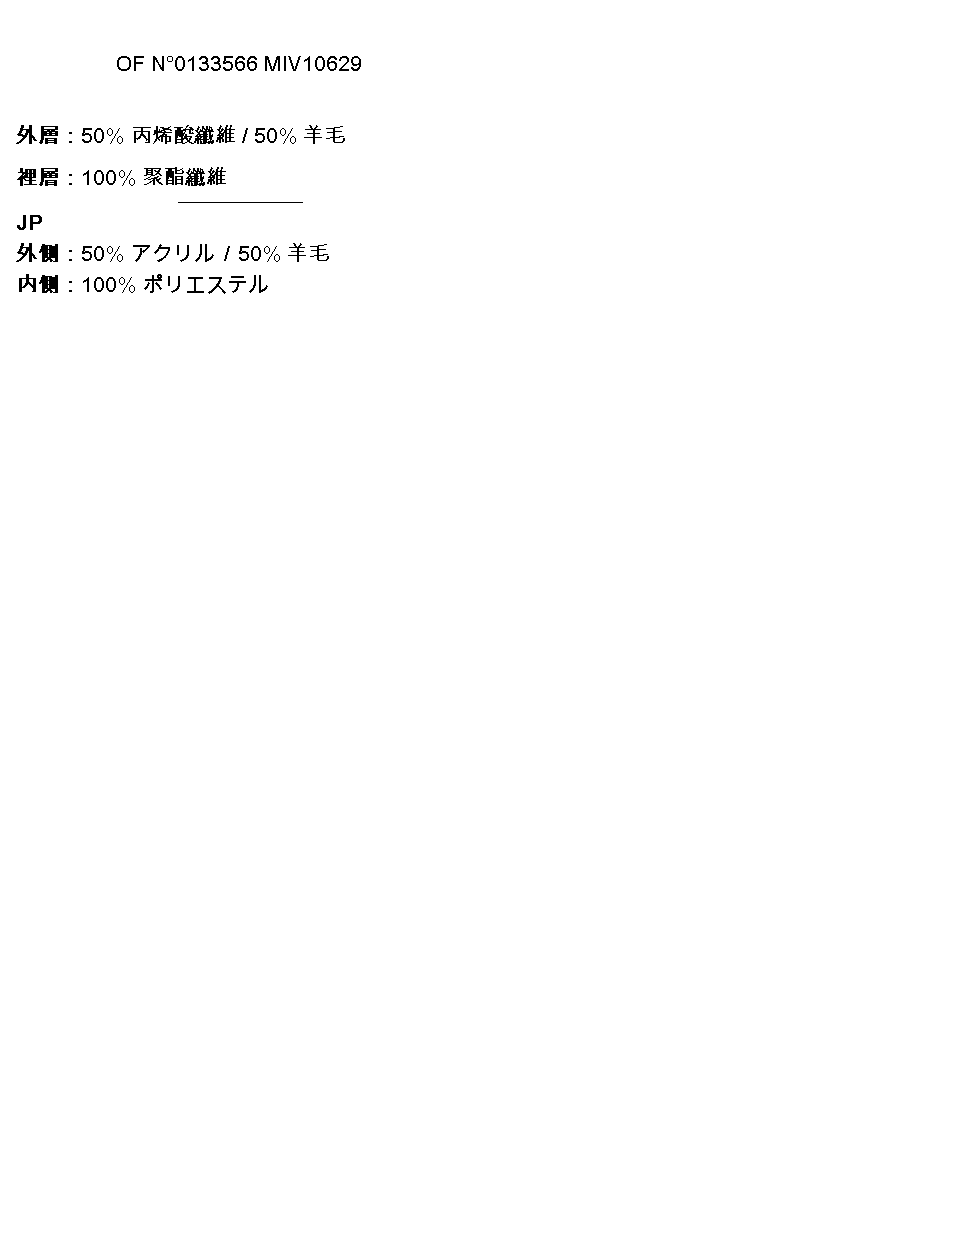 OF N°0133566 MIV10629
外層 : 50% 丙烯酸纖維 / 50% 羊毛
裡層 : 100% 聚酯纖維
JP
外側 : 50% アクリル / 50% 羊毛
内側 : 100% ポリエステル